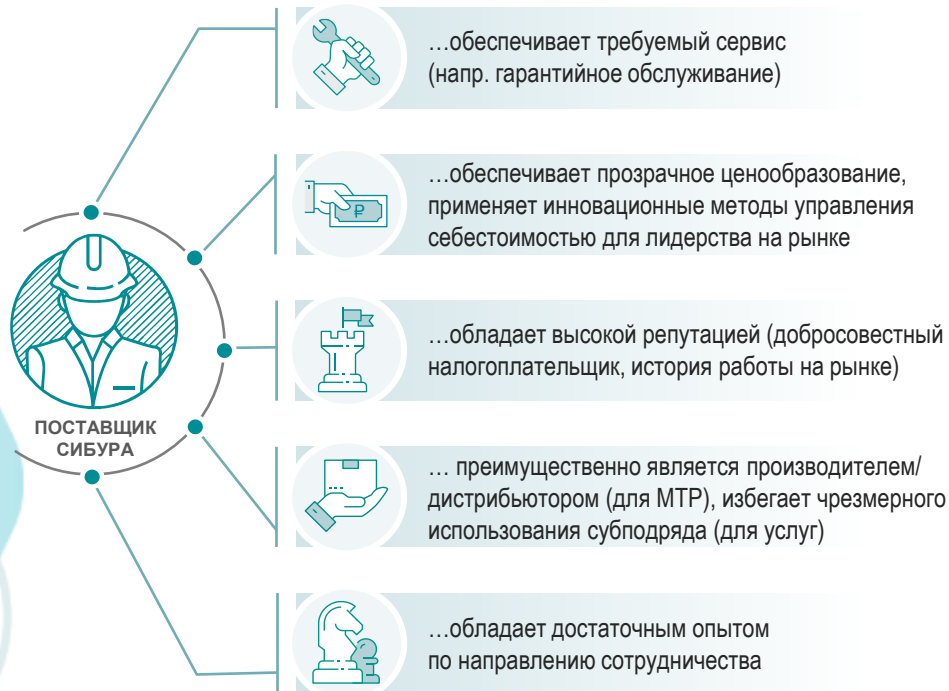 …обеспечивает требуемый сервис
(напр. гарантийное обслуживание)
…обеспечивает прозрачное ценообразование,
применяет инновационные методы управления
себестоимостью для лидерства на рынке
…обладает высокой репутацией (добросовестный
налогоплательщик, история работы на рынке)
ПОСТАВЩИК
СИБУРА
… преимущественно является производителем/
дистрибьютором (для МТР), избегает чрезмерного
использования субподряда (для услуг)
…обладает достаточным опытом
по направлению сотрудничества